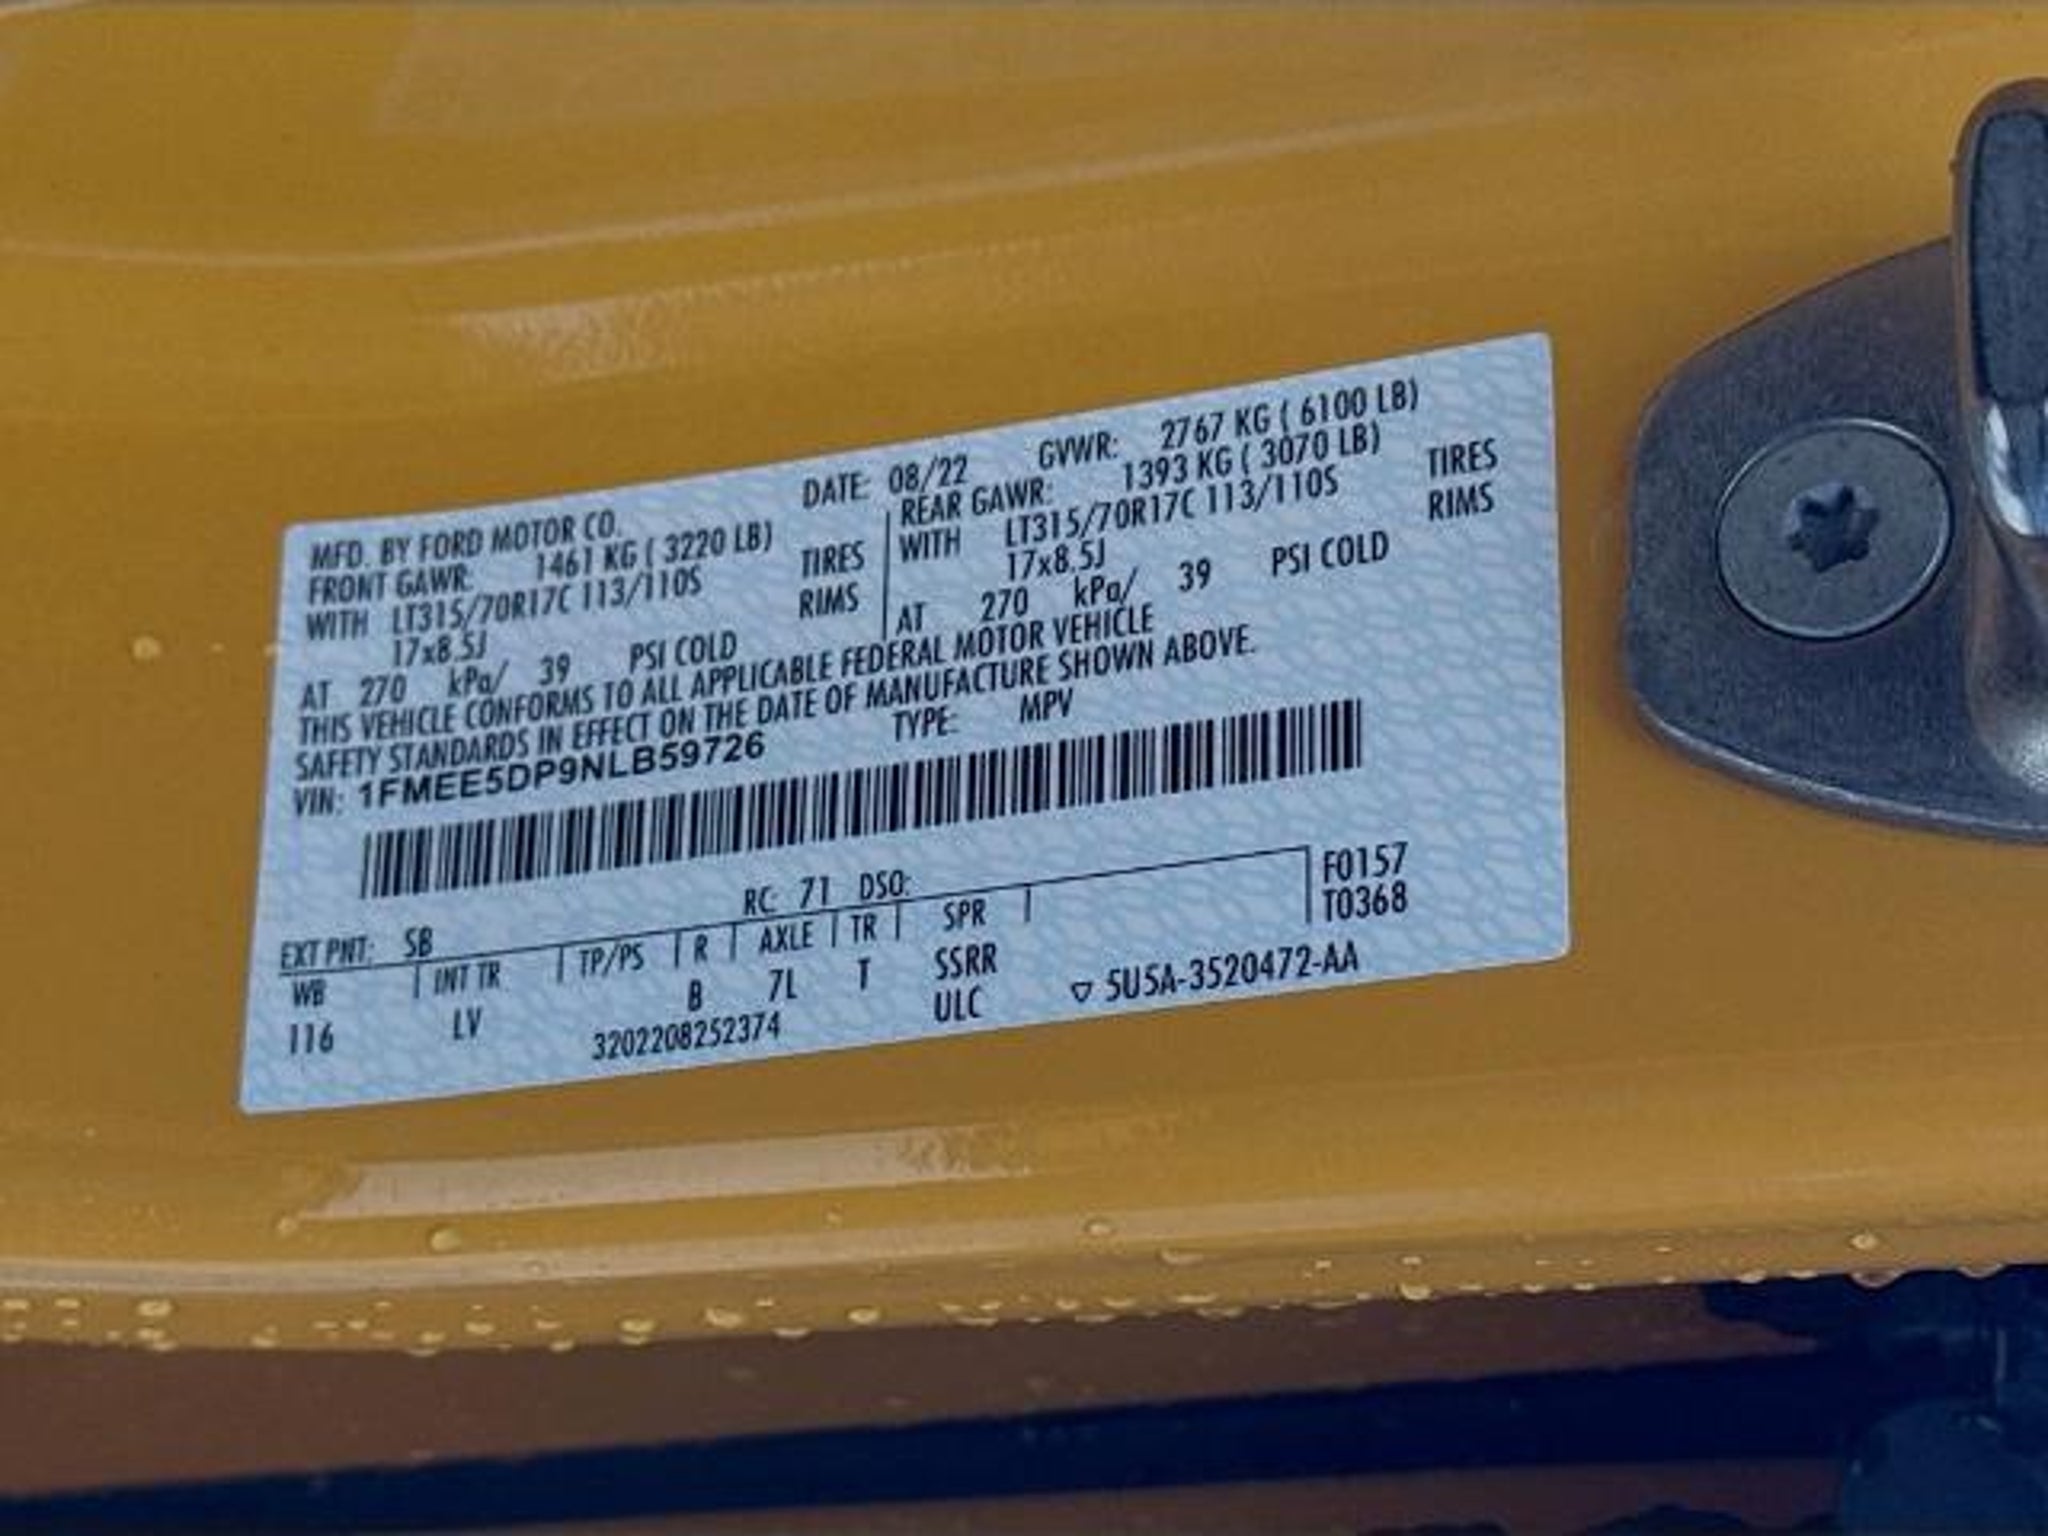 MFD. BY FORD MOTOR CO. DATE: 08/22 GVWR: 2767 KG ( 6100 LB)
FRONT GAWR: 1461 KG ( 3220 LB) REAR GAWR: 1393 KG ( 3070 LB)
WITH LT315/70R17C 113/110S TIRES WITH LT315/70R17C 113/110S TIRES
17x8.5J RIMS 17x8.5J RIMS
AT 270 kPa/ 39 PSI COLD AT 270 kPa/ 39 PSI COLD
THIS VEHICLE CONFORMS TO ALL APPLICABLE FEDERAL MOTOR VEHICLE
SAFETY STANDARDS IN EFFECT ON THE DATE OF MANUFACTURE SHOWN ABOVE.
VIN: 1FMEE5DP9NLB59726 TYPE: MPV
F0157
EXT PNT: SB RC: 71 DSO: T0368
WB INT TR TP/PS R AXLE TR SPR
116 LV B 7L T SSRR
3202208252374 ULC ▽ 5U5A-3520472-AA